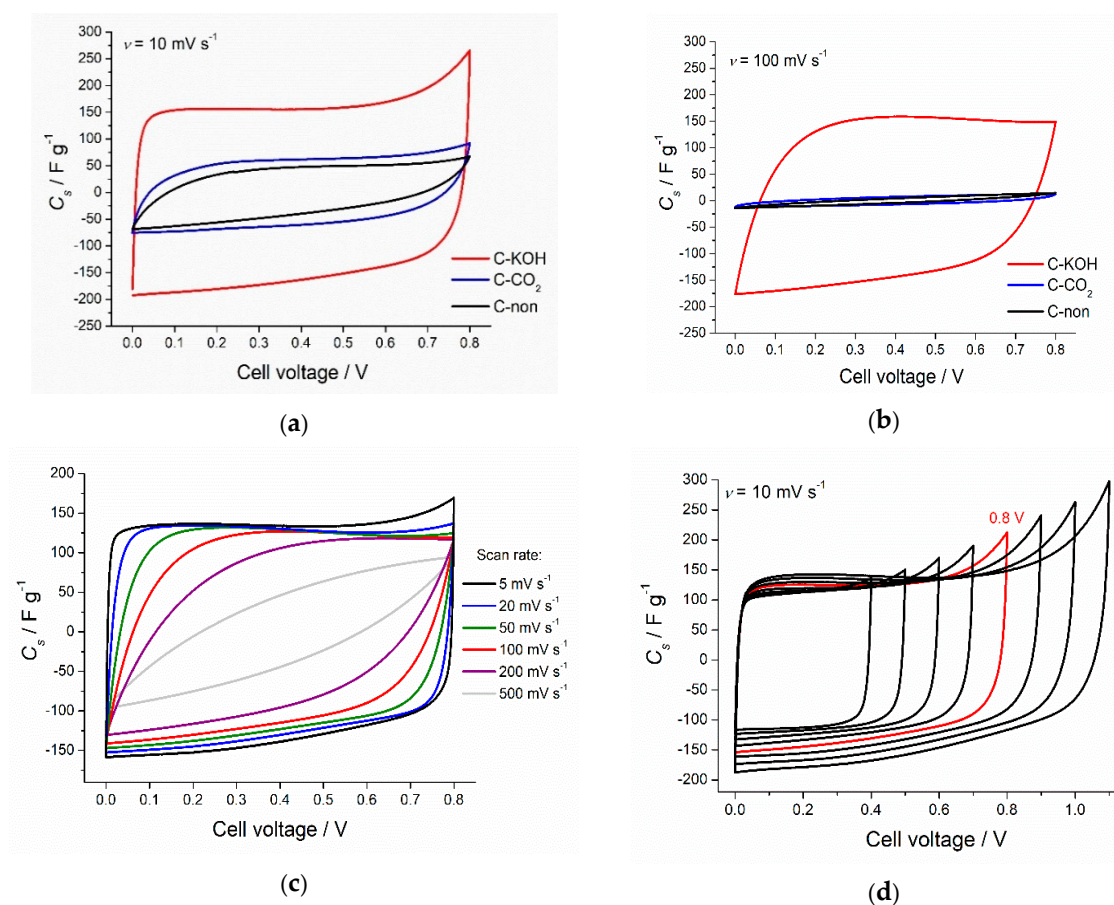 300
250
200
150
100
50
0
-50
-100
-150
-200
-250
Cs / F g-1
ν = 10 mV s-1
C-KOH
C-CO2
C-non
0.0 0.1 0.2 0.3 0.4 0.5 0.6 0.7 0.8
Cell voltage / V
(a)
300
250
200
150
100
50
0
-50
-100
-150
-200
-250
Cs / F g-1
ν = 100 mV s-1
C-KOH
C-CO2
C-non
0.0 0.1 0.2 0.3 0.4 0.5 0.6 0.7 0.8
Cell voltage / V
(b)
200
150
100
50
0
-50
-100
-150
Cs / F g-1
Scan rate:
5 mV s-1
20 mV s-1
50 mV s-1
100 mV s-1
200 mV s-1
500 mV s-1
0.0 0.1 0.2 0.3 0.4 0.5 0.6 0.7 0.8
Cell voltage / V
(c)
300
250
200
150
100
50
0
-50
-100
-150
-200
Cs / F g-1
ν = 10 mV s-1
0.8 V
0.0 0.2 0.4 0.6 0.8 1.0
Cell voltage / V
(d)